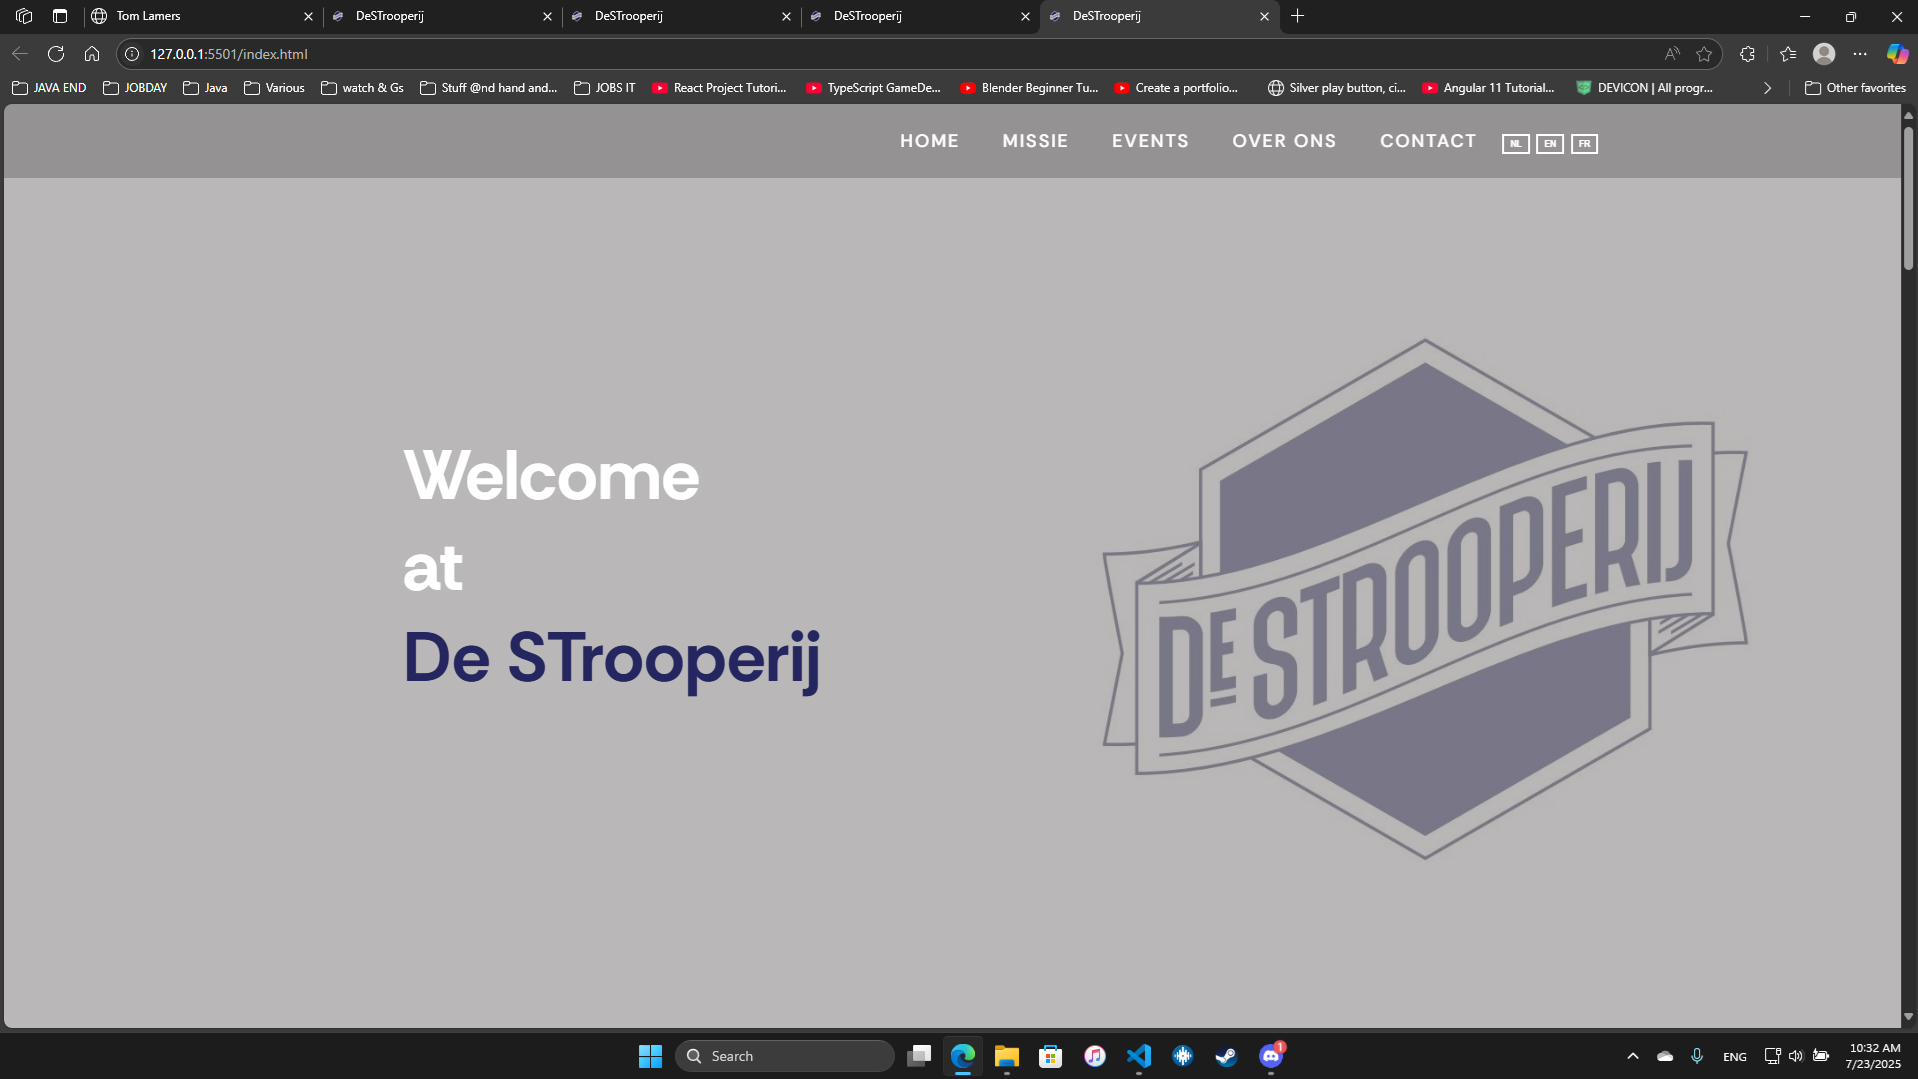 Tom Lamers
DeSTrooperij
DeSTrooperij
DeSTrooperij
DeSTrooperij
127.0.0.1:5501/index.html
JAVA END JOBDAY Java Various watch & Gs Stuff @nd hand and... JOBS IT React Project Tutori... TypeScript GameDe... Blender Beginner Tu... Create a portfolio... Silver play button, ci... Angular 11 Tutorial... DEVICON | All progr... Other favorites
HOME MISSIE EVENTS OVER ONS CONTACT NL EN FR
Welcome
at
De STrooperij
DE STROOPERIJ
Search
1
ENG
10:32 AM
7/23/2025